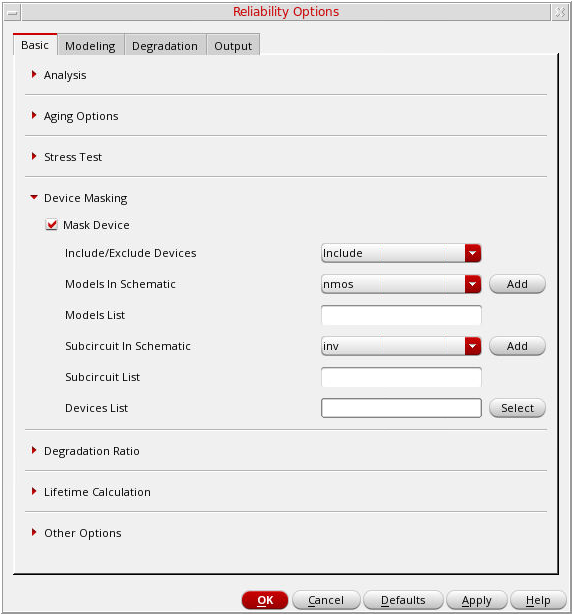 Reliability Options
Basic Modeling Degradation Output
Analysis
Aging Options
Stress Test
Device Masking
Mask Device
Include/Exclude Devices Include
Models In Schematic nmos Add
Models List
Subcircuit In Schematic inv Add
Subcircuit List
Devices List Select
Degradation Ratio
Lifetime Calculation
Other Options
OK Cancel Defaults Apply Help